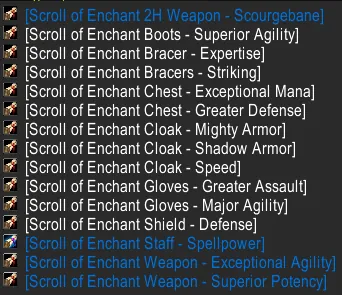 [Scroll of Enchant 2H Weapon - Scourgebane]
[Scroll of Enchant Boots - Superior Agility]
[Scroll of Enchant Bracer - Expertise]
[Scroll of Enchant Bracers - Striking]
[Scroll of Enchant Chest - Exceptional Mana]
[Scroll of Enchant Chest - Greater Defense]
[Scroll of Enchant Cloak - Mighty Armor]
[Scroll of Enchant Cloak - Shadow Armor]
[Scroll of Enchant Cloak - Speed]
[Scroll of Enchant Gloves - Greater Assault]
[Scroll of Enchant Gloves - Major Agility]
[Scroll of Enchant Shield - Defense]
[Scroll of Enchant Staff - Spellpower]
[Scroll of Enchant Weapon - Exceptional Agility]
[Scroll of Enchant Weapon - Superior Potency]